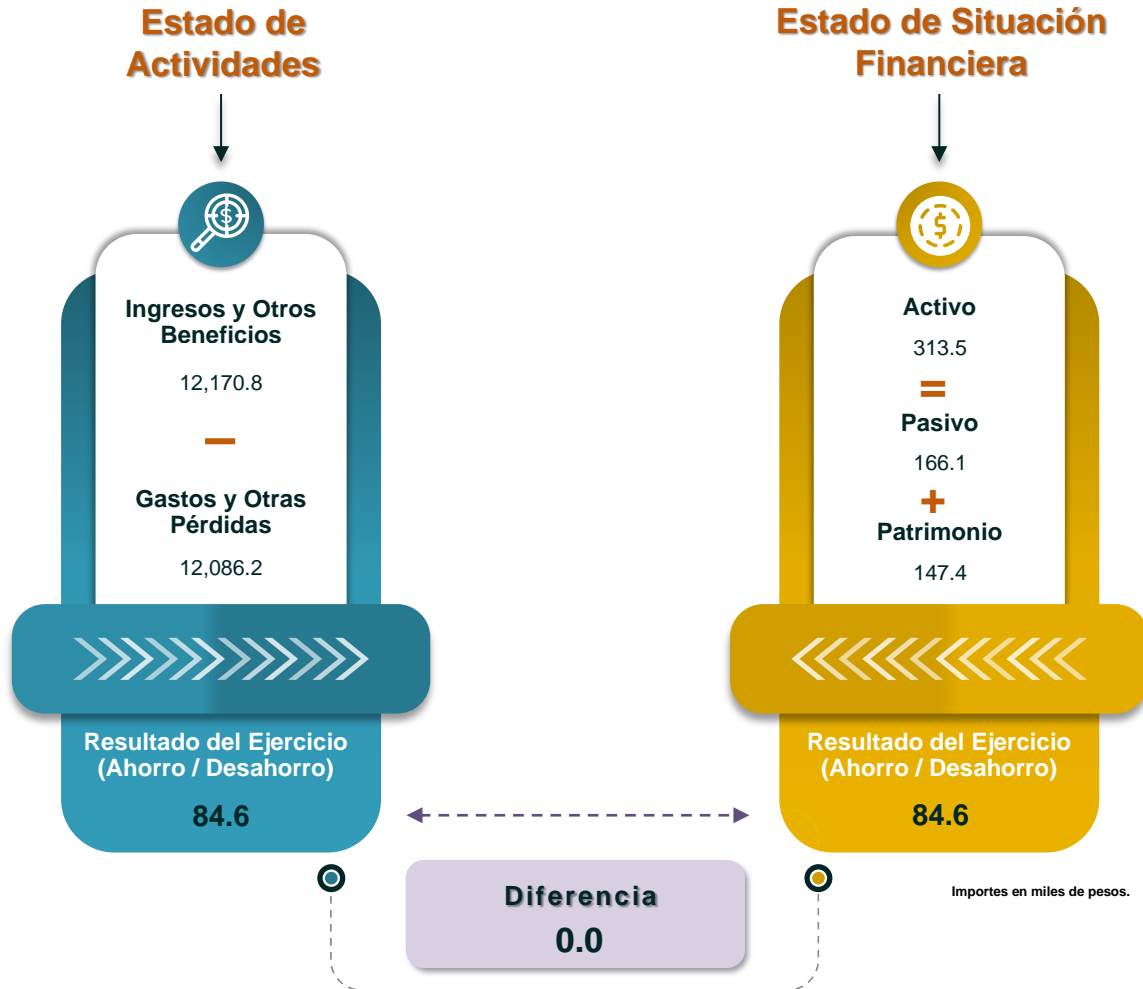 Estado de
Actividades
Ingresos y Otros
Beneficios
12,170.8
–
Gastos y Otras
Pérdidas
12,086.2
Resultado del Ejercicio
(Ahorro / Desahorro)
84.6
Estado de Situación
Financiera
Activo
313.5
=
Pasivo
166.1
+
Patrimonio
147.4
Resultado del Ejercicio
(Ahorro / Desahorro)
84.6
Diferencia
0.0
Importes en miles de pesos.